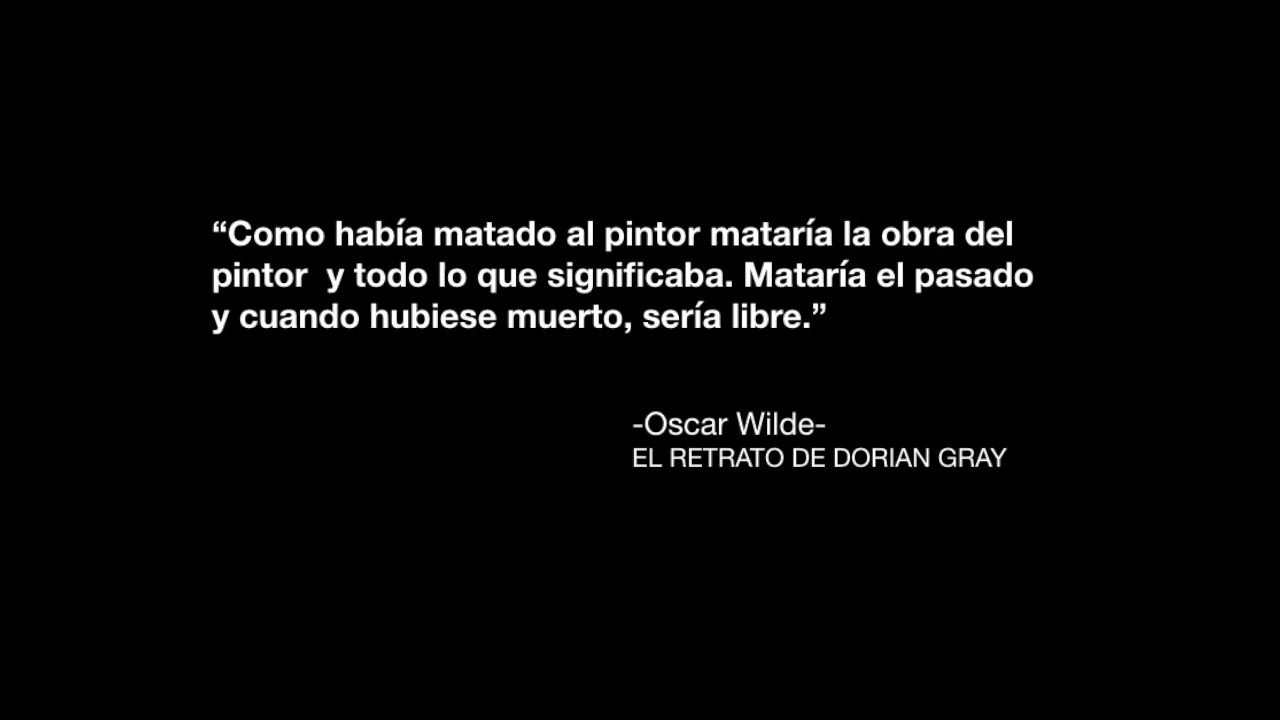 “Como había matado al pintor mataría la obra del
pintor  y todo lo que significaba. Mataría el pasado
y cuando hubiese muerto, sería libre.”
-Oscar Wilde-
EL RETRATO DE DORIAN GRAY